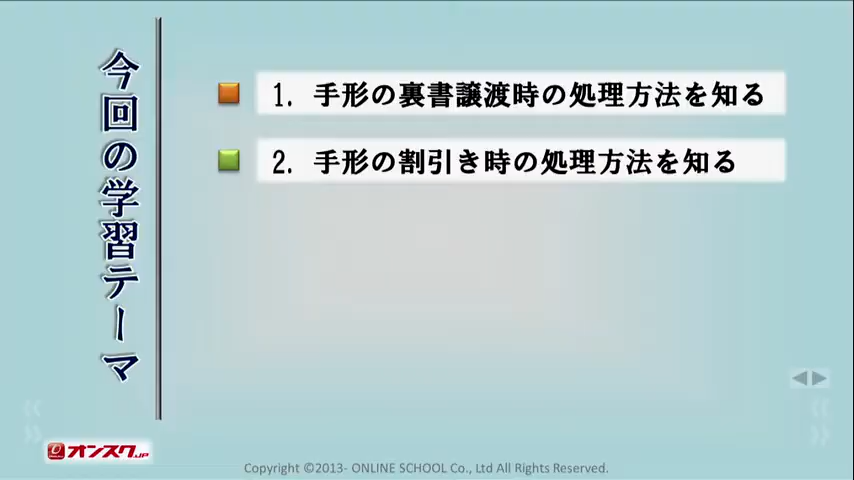 今回の学習テーマ
1. 手形の裏書譲渡時の処理方法を知る
2. 手形の割引き時の処理方法を知る
オンスク.JP
Copyright ©2013- ONLINE SCHOOL Co., Ltd All Rights Reserved.